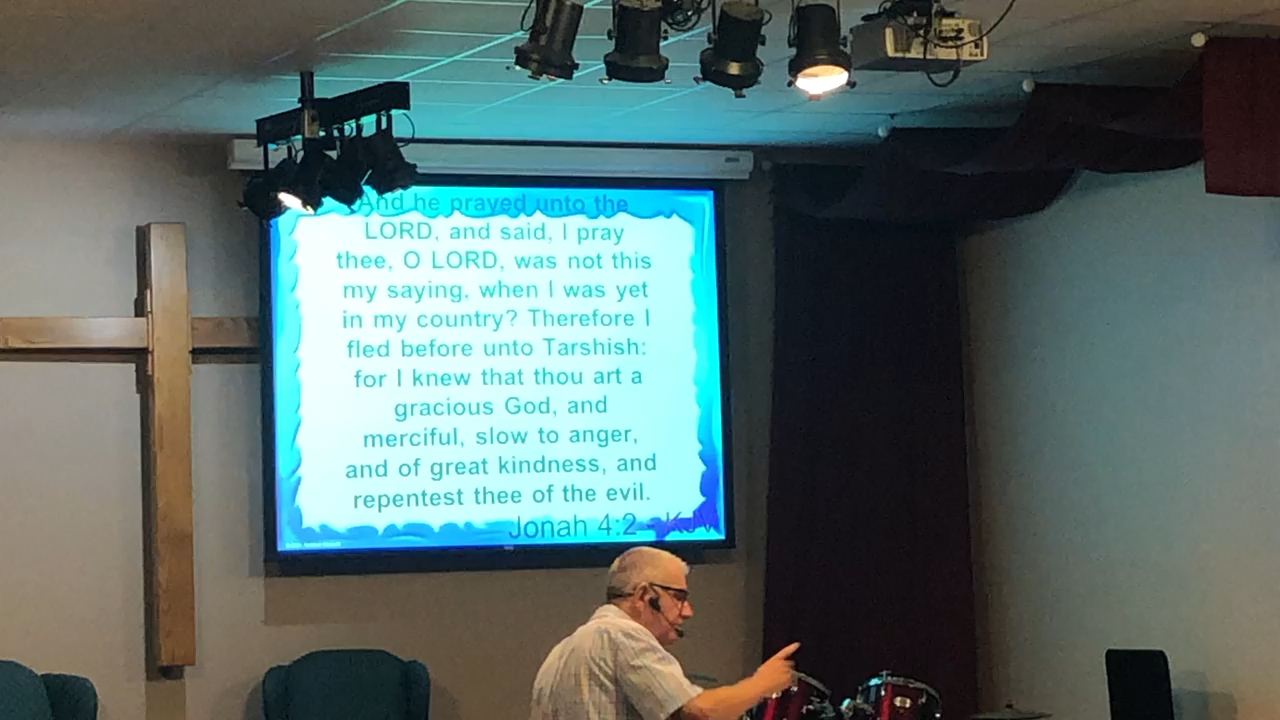 And he prayed unto the
LORD, and said, I pray
thee, O LORD, was not this
my saying, when I was yet
in my country? Therefore I
fled before unto Tarshish:
for I knew that thou art a
gracious God, and
merciful, slow to anger,
and of great kindness, and
repentest thee of the evil.
Jonah 4:2 - KJV